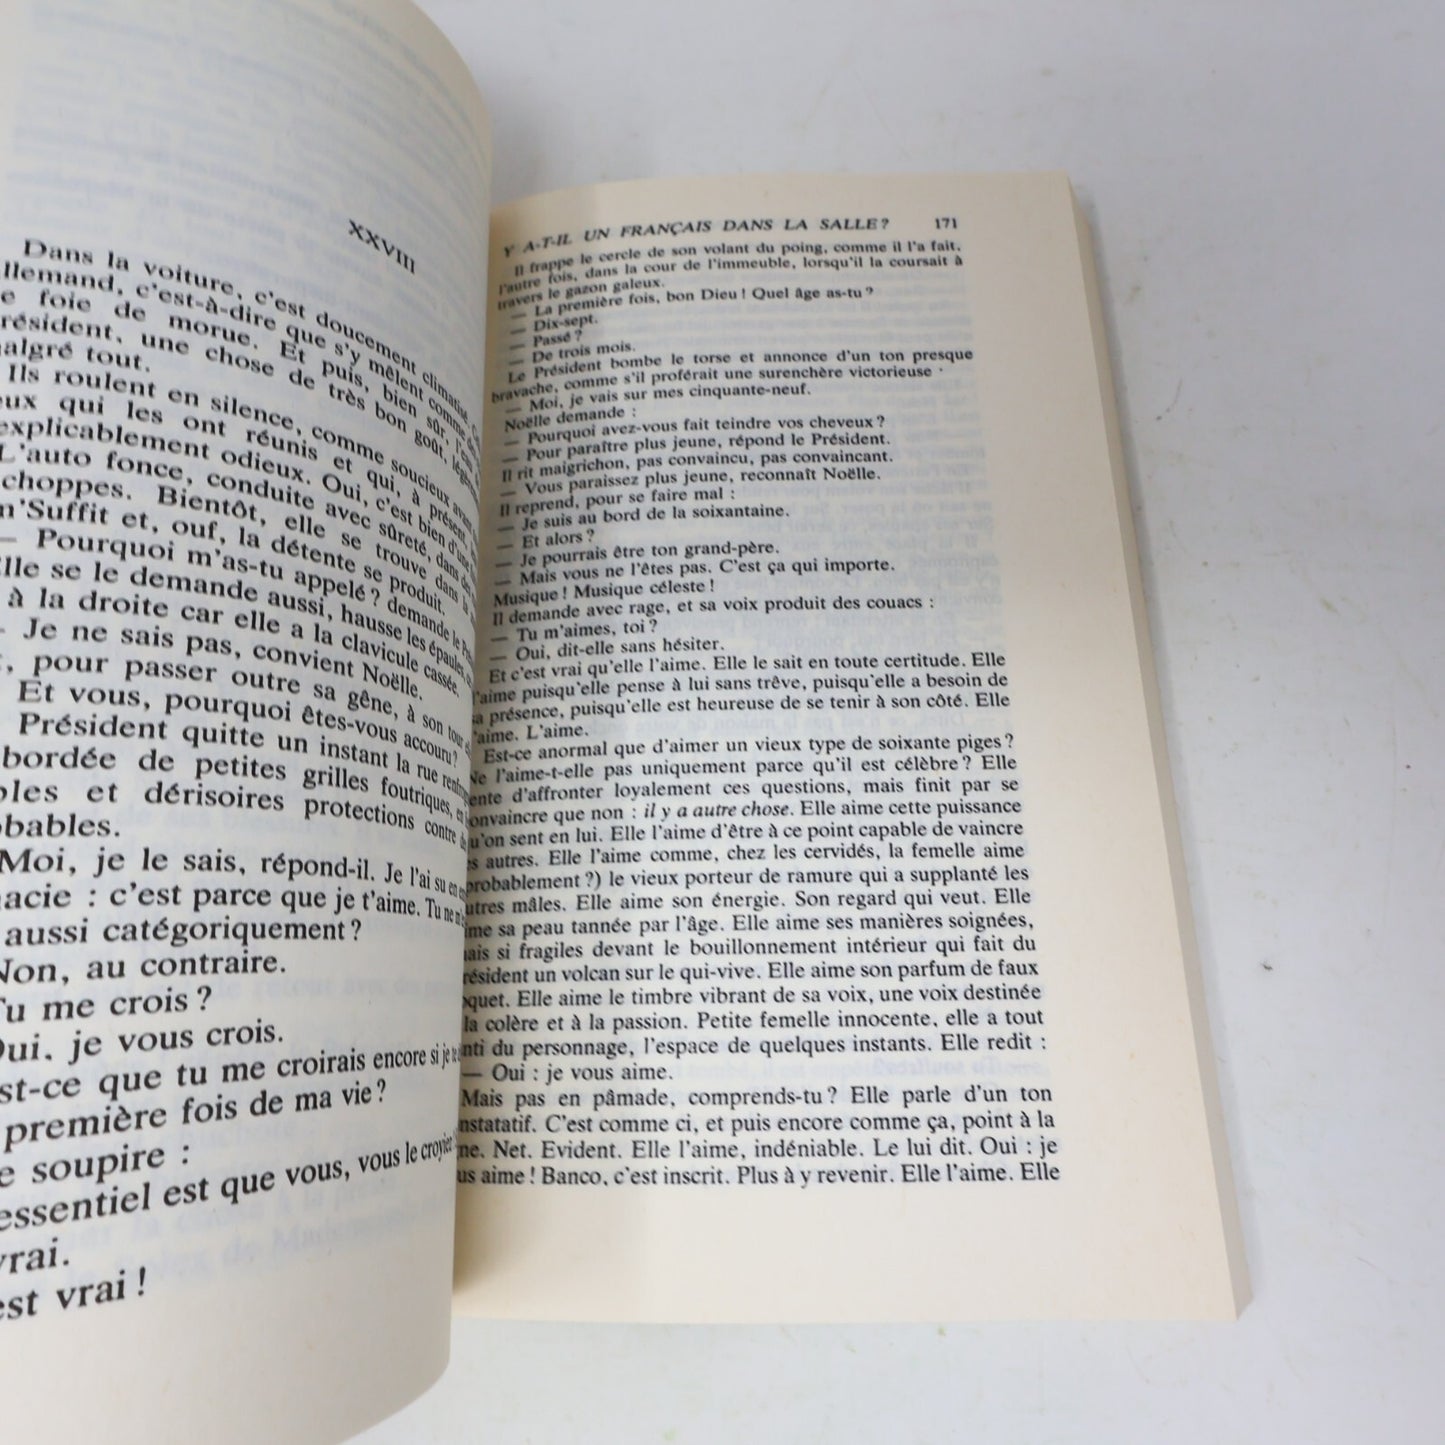 XXVIII
Dans la voiture, c'est doucement climatisé.
c'est-à-dire que s'y mêlent comme
foie de morue. Et puis, bien sûr, l'eau
une chose de très bon goût,
malgré tout.
Ils roulent en silence, comme soucieux
qui les ont réunis et qui, à présent,
odieux. Oui, c'est bien d'une
L'auto fonce, conduite avec sûreté, dans
Bientôt, elle se trouve dans la
et, ouf, la détente se produit.
— Pourquoi m'as-tu appelé ? demande le
Elle se le demande aussi, hausse les épaules,
à la droite car elle a la clavicule cassée.
— Je ne sais pas, convient Noëlle.
pour passer outre sa gêne, à son tour
Et vous, pourquoi êtes-vous accouru ?
Président quitte un instant la rue
bordée de petites grilles foutriques, en
et dérisoires protections contre
Moi, je le sais, répond-il. Je l'ai su en
c'est parce que je t'aime. Tu ne
aussi catégoriquement ?
Non, au contraire.
Tu me crois ?
Oui, je vous crois.
que tu me croirais encore si je
première fois de ma vie ?
soupire :
est que vous, vous le croyiez
vrai.
vrai !
Y A-T-IL UN FRANÇAIS DANS LA SALLE ? 171
Il frappe le cercle de son volant du poing, comme il l'a fait,
l'autre fois, dans la cour de l'immeuble, lorsqu'il la coursait à
travers le gazon galeux.
— La première fois, bon Dieu ! Quel âge as-tu ?
— Dix-sept.
— Passé ?
— De trois mois.
Le Président bombe le torse et annonce d'un ton presque
bravache, comme s'il proférait une surenchère victorieuse :
— Moi, je vais sur mes cinquante-neuf.
Noëlle demande :
— Pourquoi avez-vous fait teindre vos cheveux ?
— Pour paraître plus jeune, répond le Président.
Il rit maigrichon, pas convaincu, pas convaincant.
— Vous paraissez plus jeune, reconnaît Noëlle.
Il reprend, pour se faire mal :
— Je suis au bord de la soixantaine.
— Et alors ?
— Je pourrais être ton grand-père.
— Mais vous ne l'êtes pas. C'est ça qui importe.
Musique ! Musique céleste !
Il demande avec rage, et sa voix produit des couacs :
— Tu m'aimes, toi ?
— Oui, dit-elle sans hésiter.
Et c'est vrai qu'elle l'aime. Elle le sait en toute certitude. Elle
l'aime puisqu'elle pense à lui sans trêve, puisqu'elle a besoin de
sa présence, puisqu'elle est heureuse de se tenir à son côté. Elle
l'aime. L'aime.
Est-ce anormal que d'aimer un vieux type de soixante piges ?
Ne l'aime-t-elle pas uniquement parce qu'il est célèbre ? Elle
d'affronter loyalement ces questions, mais finit par se
convaincre que non : il y a autre chose. Elle aime cette puissance
qu'on sent en lui. Elle l'aime d'être à ce point capable de vaincre
autres. Elle l'aime comme, chez les cervidés, la femelle aime
(probablement ?) le vieux porteur de ramure qui a supplanté les
mâles. Elle aime son énergie. Son regard qui veut. Elle
sa peau tannée par l'âge. Elle aime ses manières soignées,
si fragiles devant le bouillonnement intérieur qui fait du
un volcan sur le qui-vive. Elle aime son parfum de faux
Elle aime le timbre vibrant de sa voix, une voix destinée
la colère et à la passion. Petite femelle innocente, elle a tout
du personnage, l'espace de quelques instants. Elle redit :
— Oui : je vous aime.
Mais pas en pâmade, comprends-tu ? Elle parle d'un ton
C'est comme ci, et puis encore comme ça, point à la
Net. Evident. Elle l'aime, indéniable. Le lui dit. Oui : je
aime ! Banco, c'est inscrit. Plus à y revenir. Elle l'aime. Elle